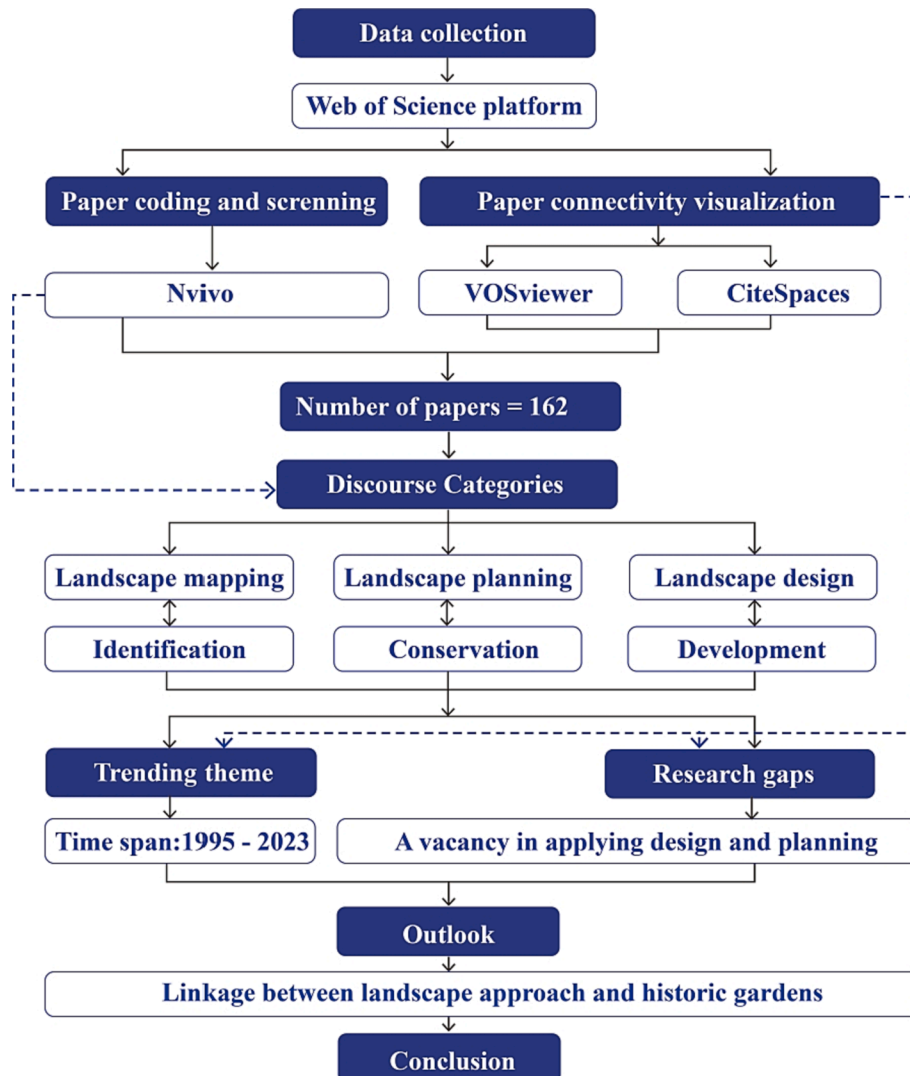 Data collection
Web of Science platform
Paper coding and screnning
Paper connectivity visualization
Nvivo
VOSviewer
CiteSpaces
Number of papers = 162
Discourse Categories
Landscape mapping
Landscape planning
Landscape design
Identification
Conservation
Development
Trending theme
Research gaps
Time span:1995 - 2023
A vacancy in applying design and planning
Outlook
Linkage between landscape approach and historic gardens
Conclusion